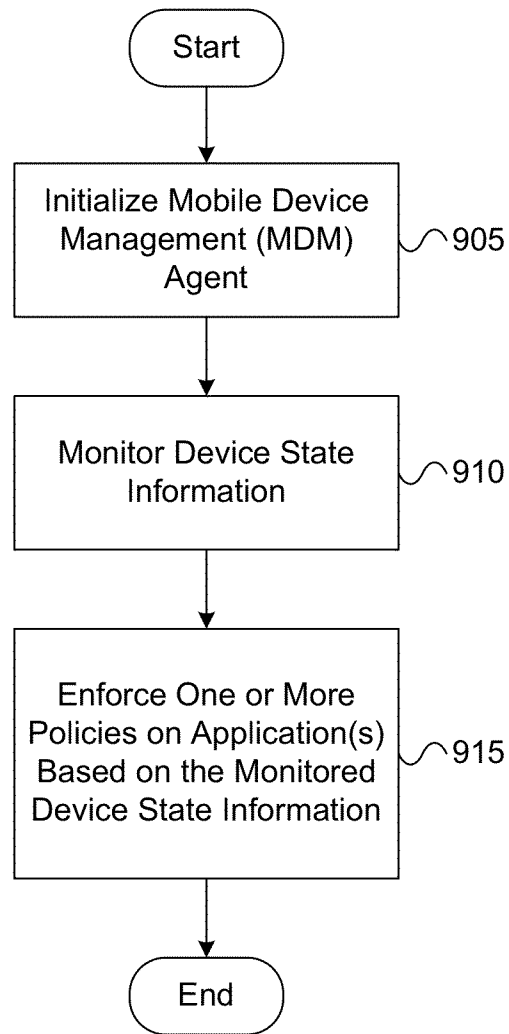 Start
Initialize Mobile Device
Management (MDM)
Agent
905
Monitor Device State
Information
910
Enforce One or More
Policies on Application(s)
Based on the Monitored
Device State Information
915
End